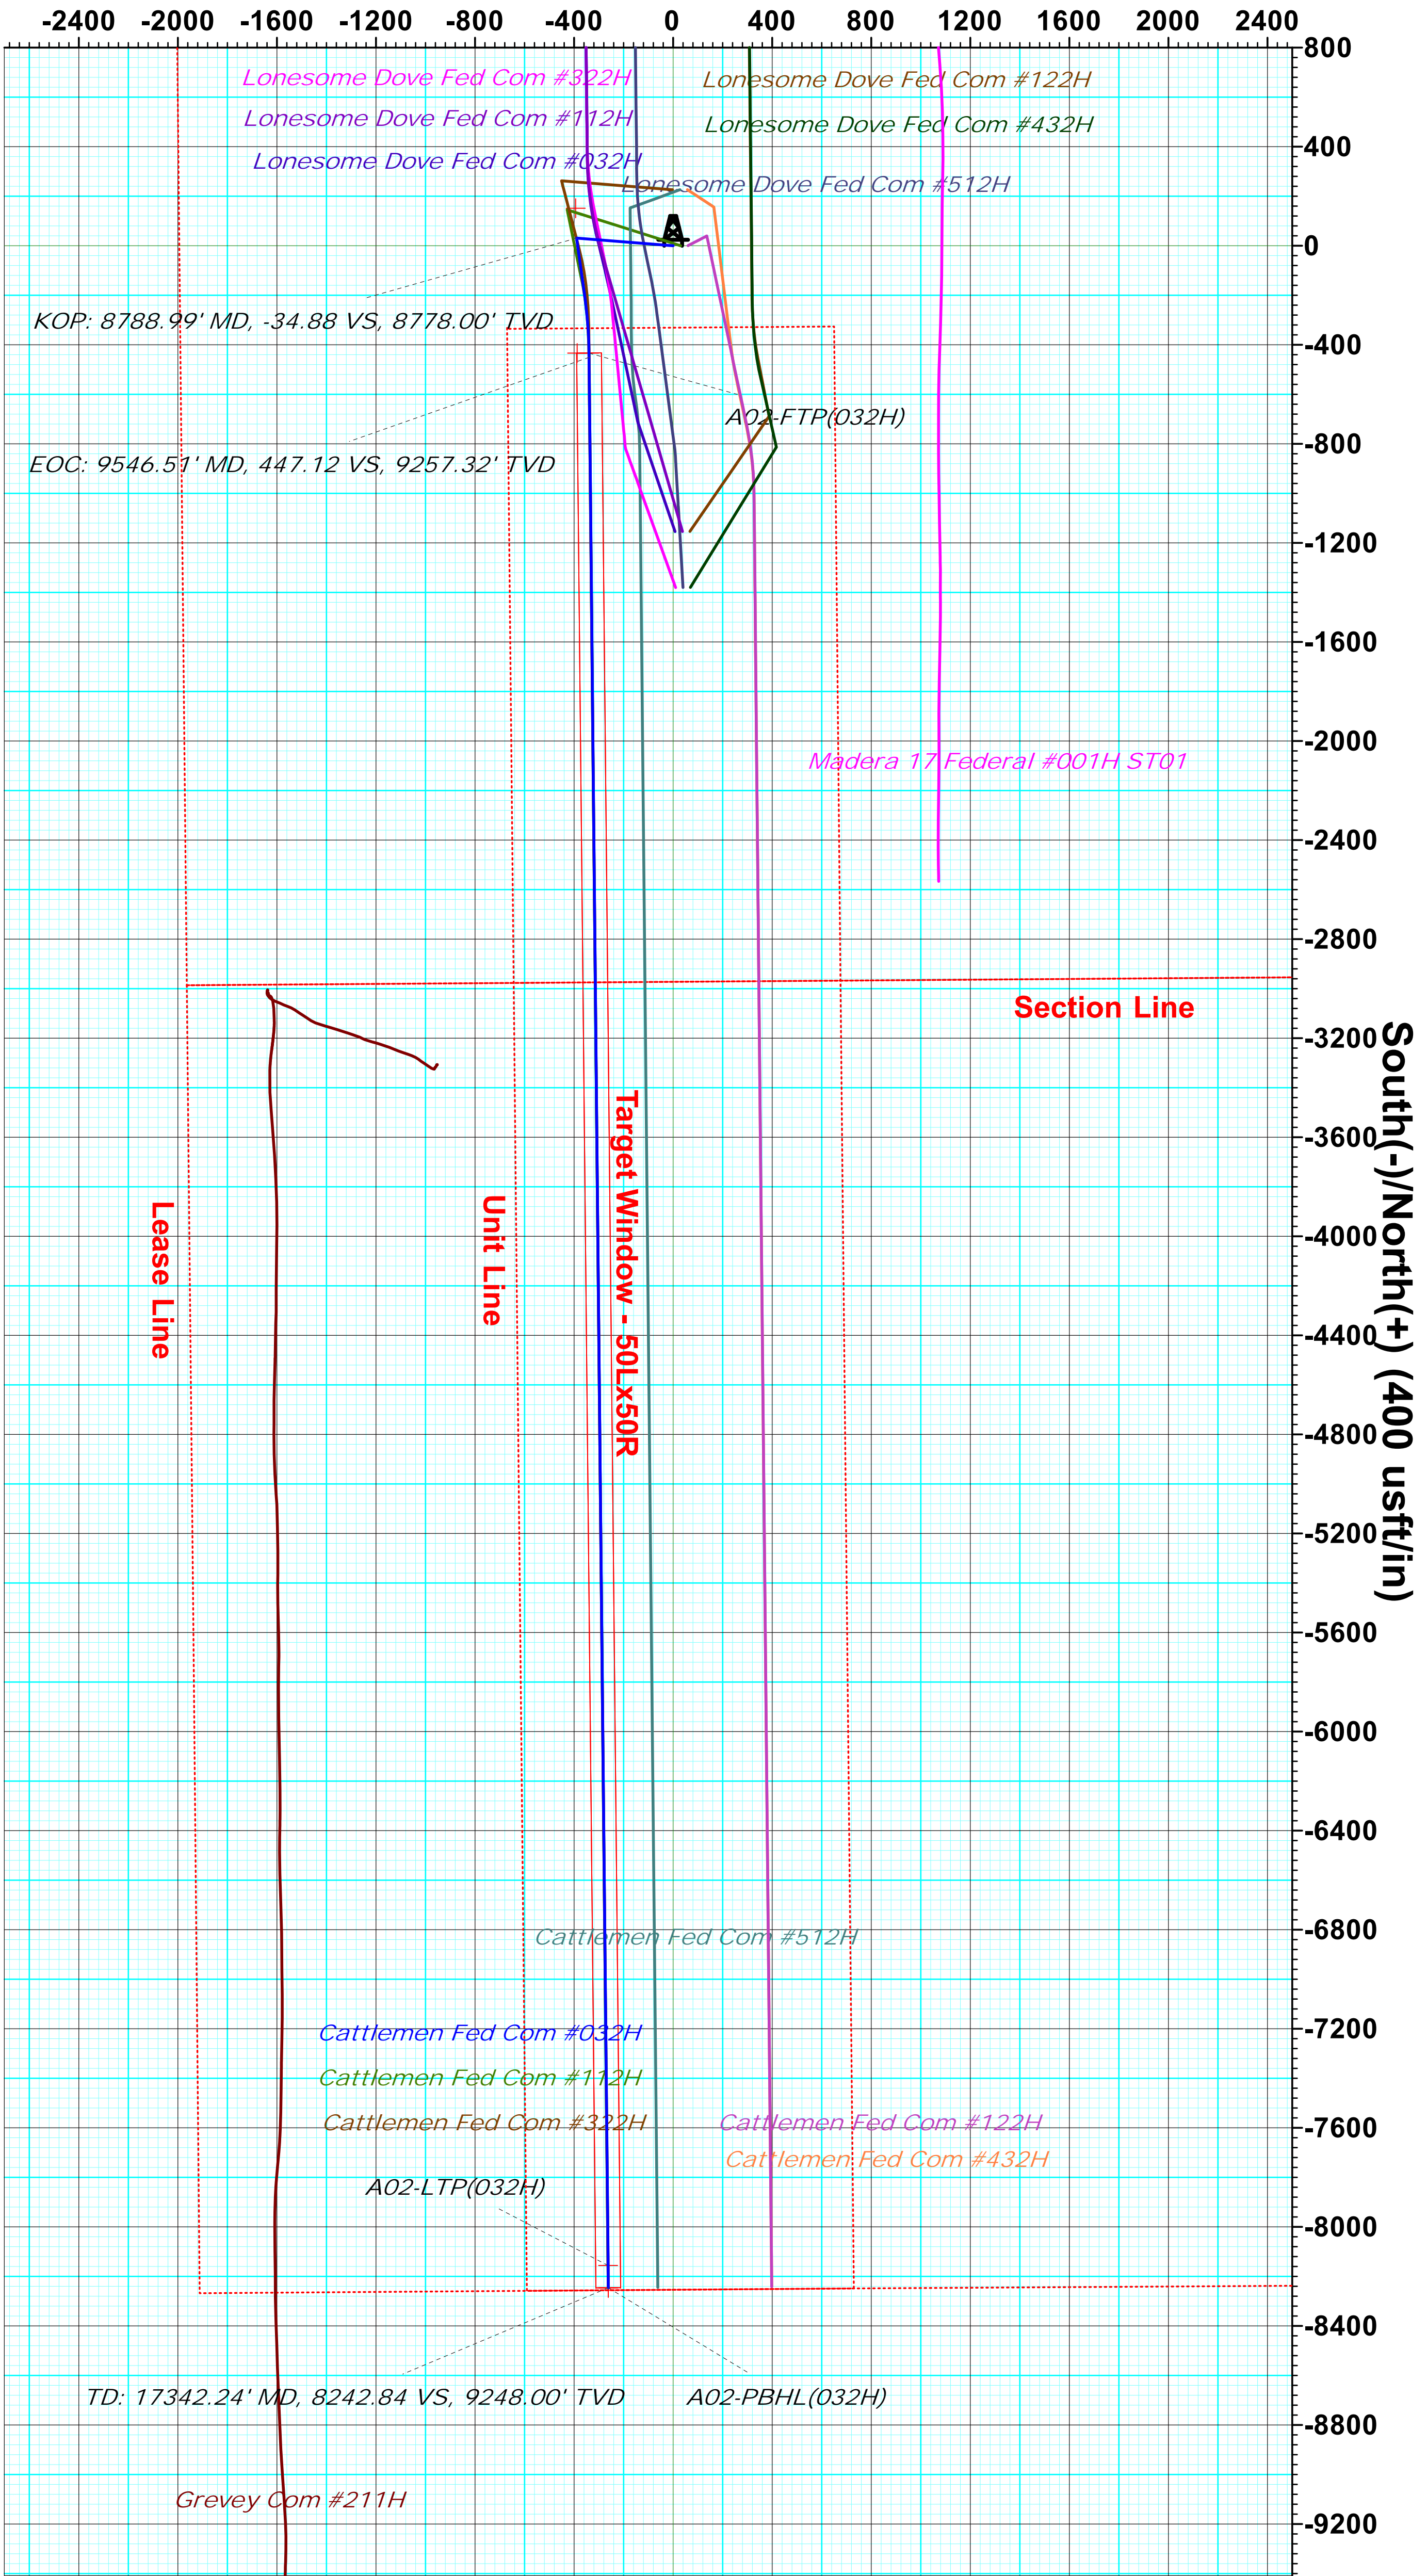 -2400 -2000 -1600 -1200 -800 -400 0 400 800 1200 1600 2000 2400
800
Lonesome Dove Fed Com #322H
Lonesome Dove Fed Com #122H
Lonesome Dove Fed Com #112H
Lonesome Dove Fed Com #432H
400
Lonesome Dove Fed Com #032H
Lonesome Dove Fed Com #512H
0
KOP: 8788.99' MD, -34.88 VS, 8778.00' TVD
-400
A02-FTP(032H)
-800
EOC: 9546.51' MD, 447.12 VS, 9257.32' TVD
-1200
-1600
-2000
Madera 17 Federal #001H ST01
-2400
-2800
Section Line
-3200
South(-)/North(+) (400 usft/in)
-3600
Target Window - 50Lx50R
Unit Line
Lease Line
-4000
-4400
-4800
-5200
-5600
-6000
-6400
-6800
Cattlemen Fed Com #512H
-7200
Cattlemen Fed Com #032H
Cattlemen Fed Com #112H
Cattlemen Fed Com #322H
Cattlemen Fed Com #122H
-7600
Cattlemen Fed Com #432H
A02-LTP(032H)
-8000
-8400
TD: 17342.24' MD, 8242.84 VS, 9248.00' TVD
A02-PBHL(032H)
-8800
Grevey Com #211H
-9200